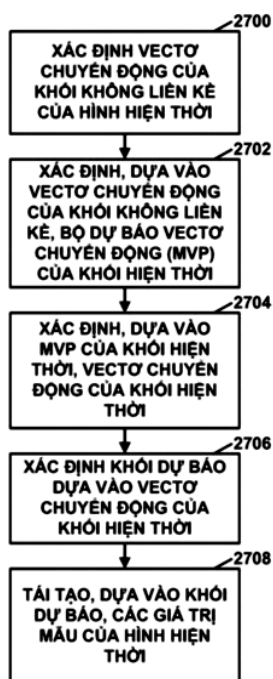 2700
XÁC ĐỊNH VECTƠ
CHUYỂN ĐỘNG CỦA
KHỐI KHÔNG LIỀN KỀ
CỦA HÌNH HIỆN THỜI
2702
XÁC ĐỊNH, DỰA VÀO
VECTƠ CHUYỂN ĐỘNG
CỦA KHỐI KHÔNG LIỀN
KỀ, BỘ DỰ BÁO VECTƠ
CHUYỂN ĐỘNG (MVP)
CỦA KHỐI HIỆN THỜI
2704
XÁC ĐỊNH, DỰA VÀO
MVP CỦA KHỐI HIỆN
THỜI, VECTƠ CHUYỂN
ĐỘNG CỦA KHỐI HIỆN
THỜI
2706
XÁC ĐỊNH KHỐI DỰ BÁO
DỰA VÀO VECTƠ
CHUYỂN ĐỘNG CỦA
KHỐI HIỆN THỜI
2708
TÁI TẠO, DỰA VÀO KHỐI
DỰ BÁO, CÁC GIÁ TRỊ
MẪU CỦA HÌNH HIỆN
THỜI